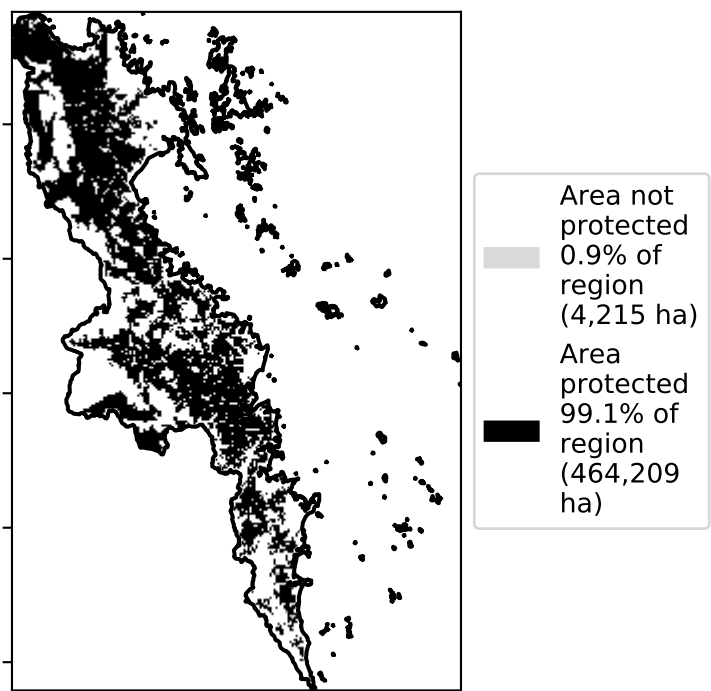 Area not
protected
0.9% of
region
(4,215 ha)
Area
protected
99.1% of
region
(464,209
ha)